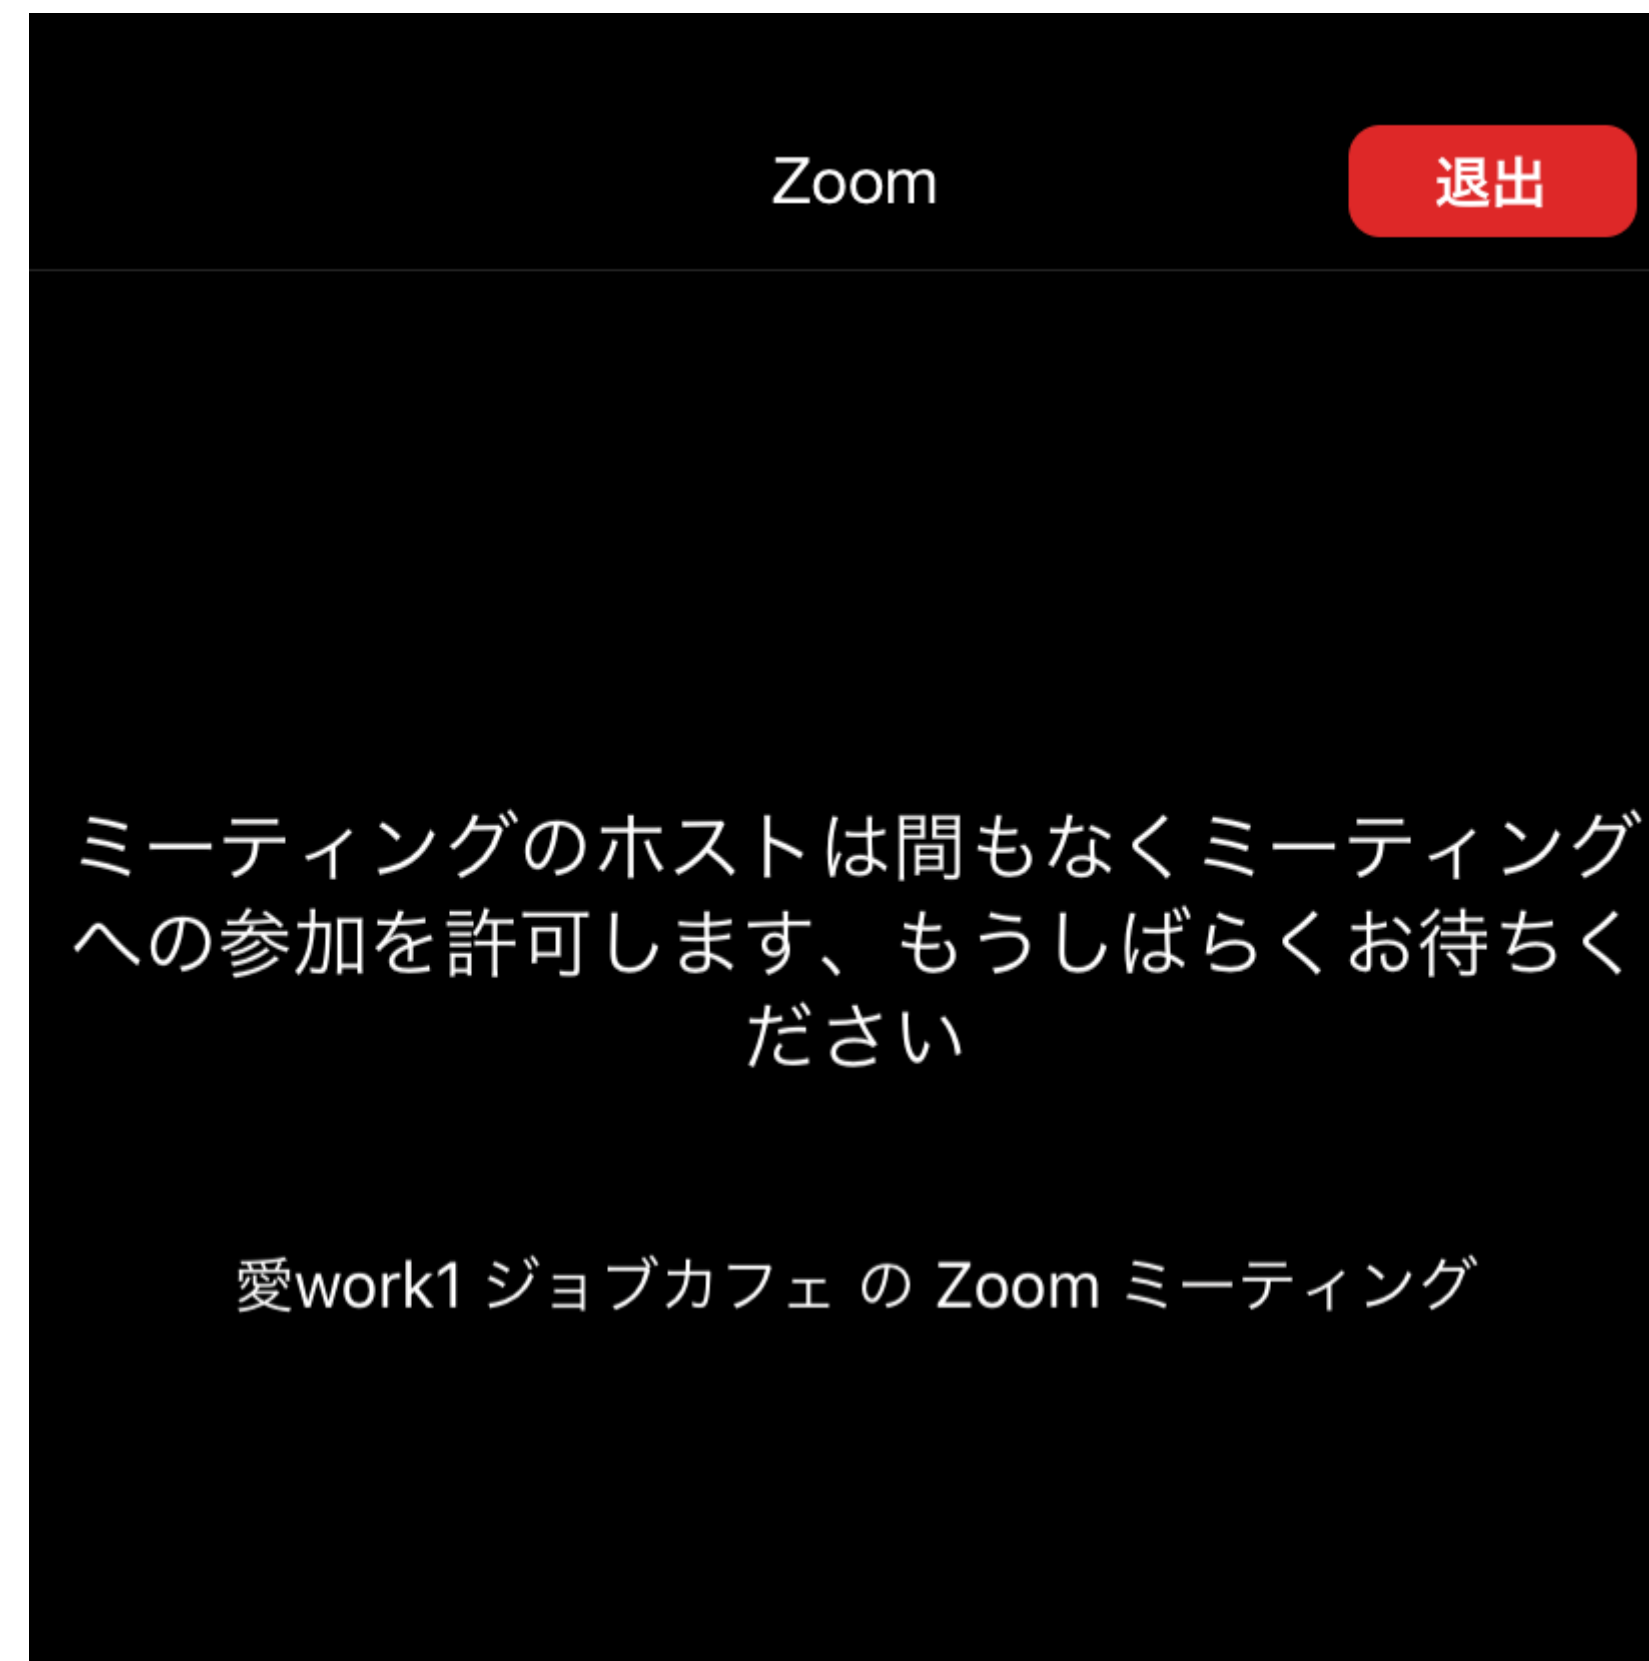 Zoom
退出
ミーティングのホストは間もなくミーティング
への参加を許可します、もうしばらくお待ちく
ださい
愛work1 ジョブカフェ の Zoom ミーティング